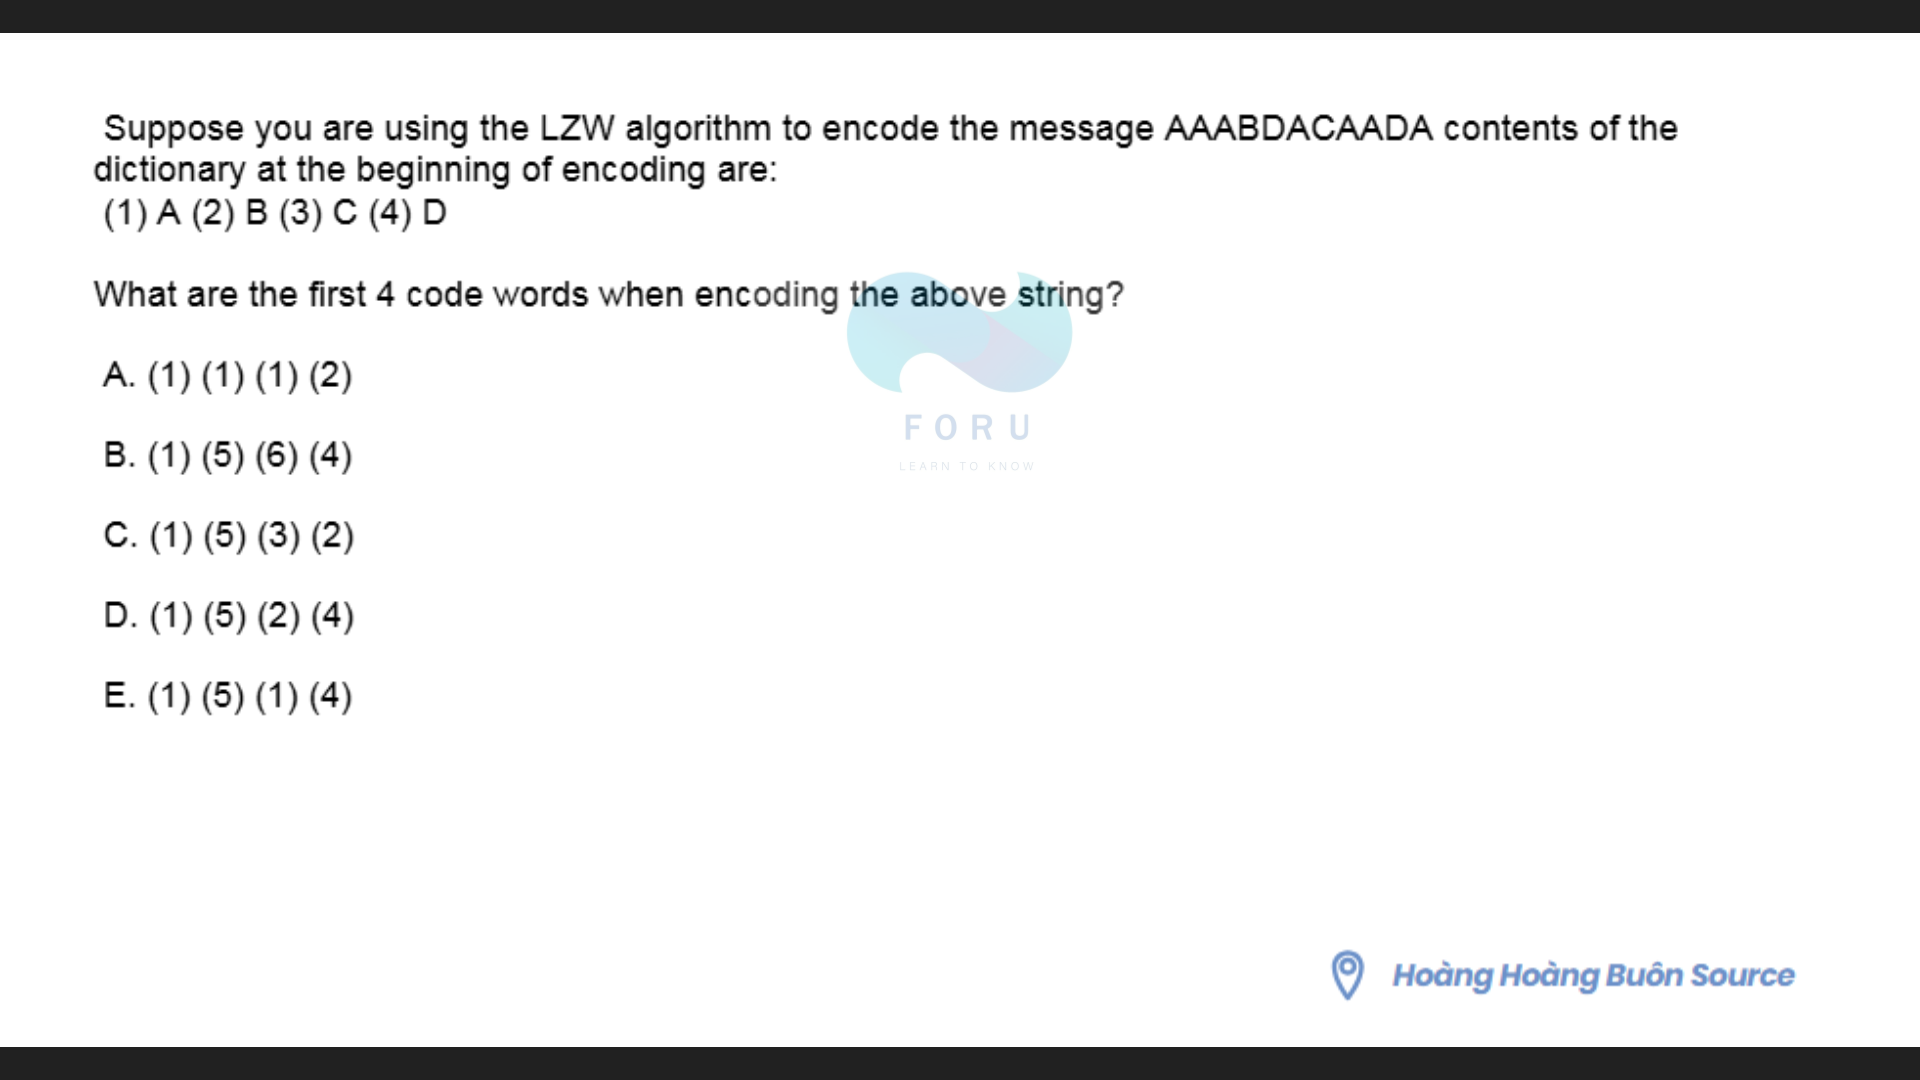 Suppose you are using the LZW algorithm to encode the message AAABDACAADA contents of the
dictionary at the beginning of encoding are:
(1) A (2) B (3) C (4) D
What are the first 4 code words when encoding the above string?
A. (1) (1) (1) (2)
B. (1) (5) (6) (4)
C. (1) (5) (3) (2)
D. (1) (5) (2) (4)
E. (1) (5) (1) (4)
FORU
LEARN TO KNOW
Hoàng Hoàng Buôn Source